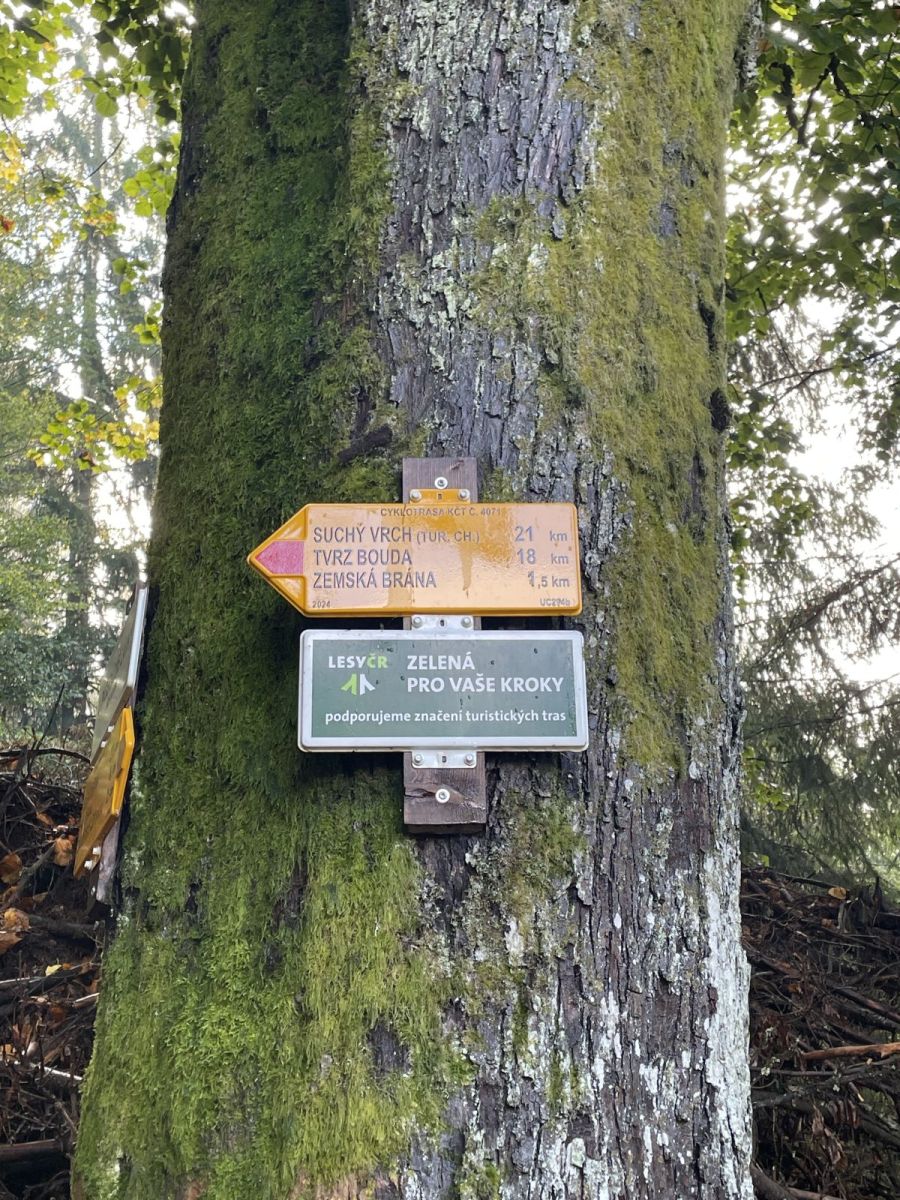 CYKLOTRASA KČT Č. 4071
SUCHÝ VRCH (TUR. CH.) 21 km
TVRZ BOUDA 18 km
ZEMSKÁ BRÁNA 1,5 km
2024 UC294b
LESYČR ZELENÁ
PRO VAŠE KROKY
podporujeme značení turistických tras